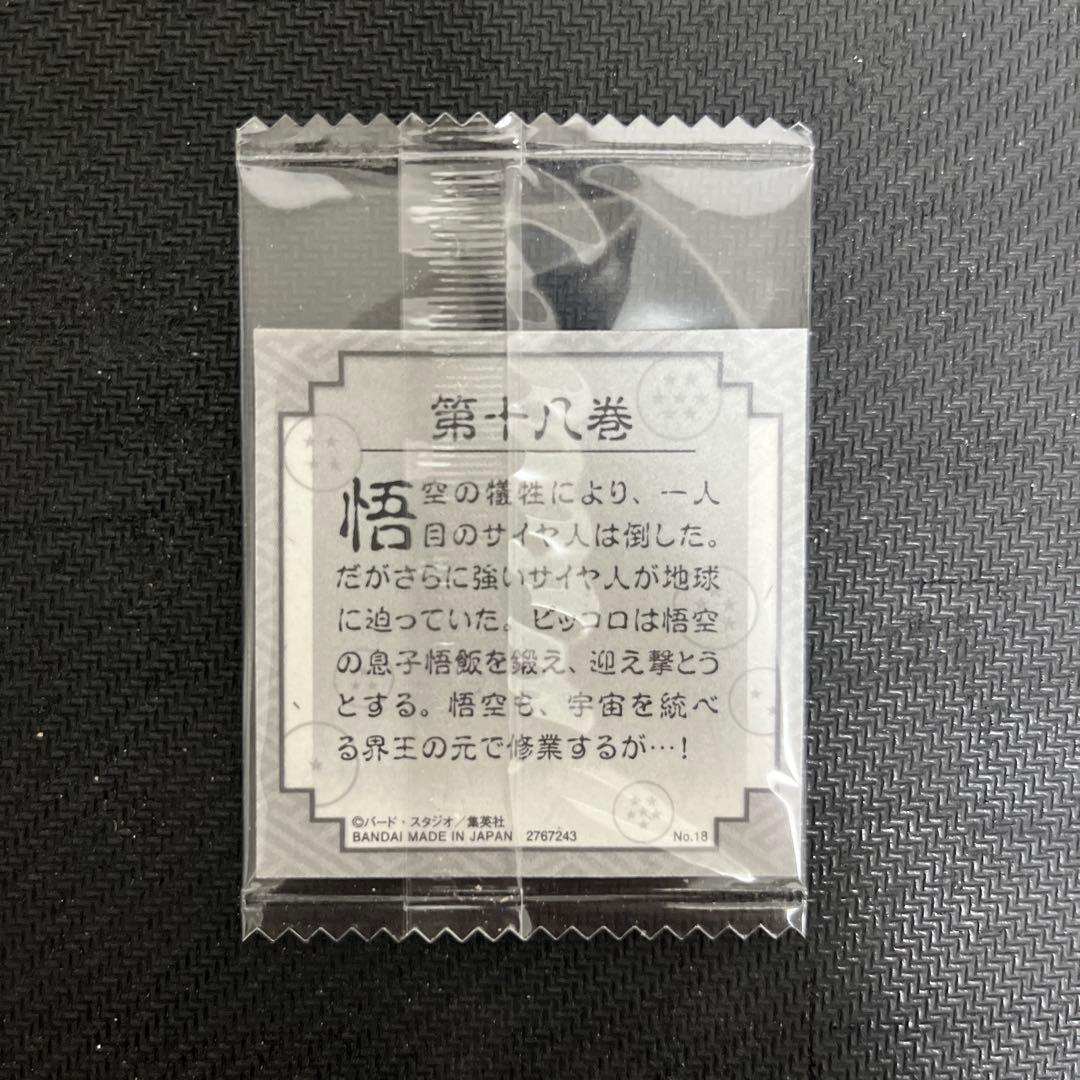 第十八巻
悟空の犠牲により、一人
目のサイヤ人は倒した。
だがさらに強いサイヤ人が地球
に迫っていた。ピッコロは悟空
の息子悟飯を鍛え、迎え撃とう
とする。悟空も、宇宙を統べ
る界王の元で修業するが…！
©バード・スタジオ／集英社
BANDAI MADE IN JAPAN 2767243 No.18